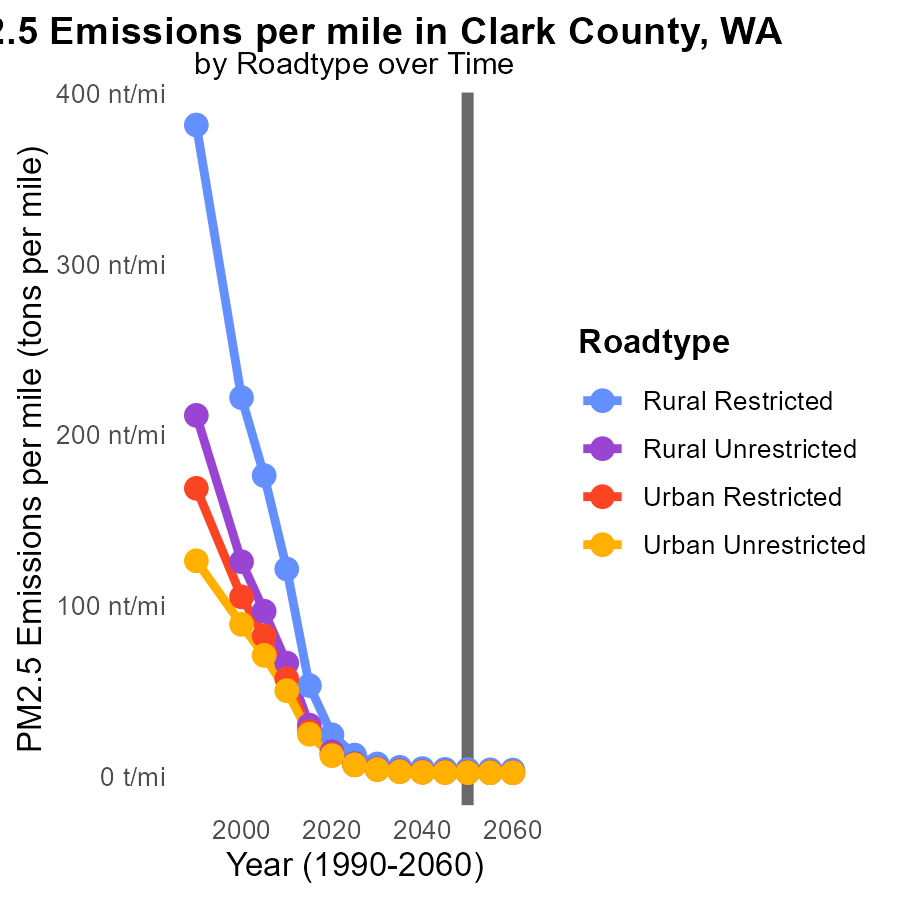 2.5 Emissions per mile in Clark County, WA
by Roadtype over Time
PM2.5 Emissions per mile (tons per mile)
400 nt/mi
300 nt/mi
200 nt/mi
100 nt/mi
0 t/mi
2000 2020 2040 2060
Year (1990-2060)
Roadtype
Rural Restricted
Rural Unrestricted
Urban Restricted
Urban Unrestricted